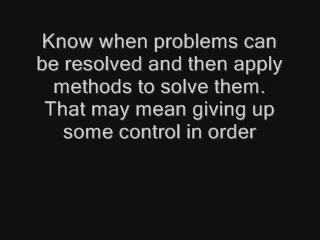 Know when problems can
be resolved and then apply
methods to solve them.
That may mean giving up
some control in order